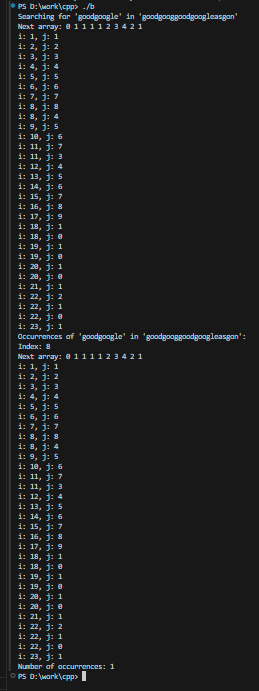 PS D:\work\cpp> ./b
Searching for 'goodgoogle' in 'goodgooggoodgoogleasgon'
Next array: 0 1 1 1 1 2 3 4 2 1
i: 1, j: 1
i: 2, j: 2
i: 3, j: 3
i: 4, j: 4
i: 5, j: 5
i: 6, j: 6
i: 7, j: 7
i: 8, j: 8
i: 8, j: 4
i: 9, j: 5
i: 10, j: 6
i: 11, j: 7
i: 11, j: 3
i: 12, j: 4
i: 13, j: 5
i: 14, j: 6
i: 15, j: 7
i: 16, j: 8
i: 17, j: 9
i: 18, j: 1
i: 18, j: 0
i: 19, j: 1
i: 19, j: 0
i: 20, j: 1
i: 20, j: 0
i: 21, j: 1
i: 22, j: 2
i: 22, j: 1
i: 22, j: 0
i: 23, j: 1
Occurrences of 'goodgoogle' in 'goodgooggoodgoogleasgon':
Index: 8
Next array: 0 1 1 1 1 2 3 4 2 1
i: 1, j: 1
i: 2, j: 2
i: 3, j: 3
i: 4, j: 4
i: 5, j: 5
i: 6, j: 6
i: 7, j: 7
i: 8, j: 8
i: 8, j: 4
i: 9, j: 5
i: 10, j: 6
i: 11, j: 7
i: 11, j: 3
i: 12, j: 4
i: 13, j: 5
i: 14, j: 6
i: 15, j: 7
i: 16, j: 8
i: 17, j: 9
i: 18, j: 1
i: 18, j: 0
i: 19, j: 1
i: 19, j: 0
i: 20, j: 1
i: 20, j: 0
i: 21, j: 1
i: 22, j: 2
i: 22, j: 1
i: 22, j: 0
i: 23, j: 1
Number of occurrences: 1
PS D:\work\cpp>